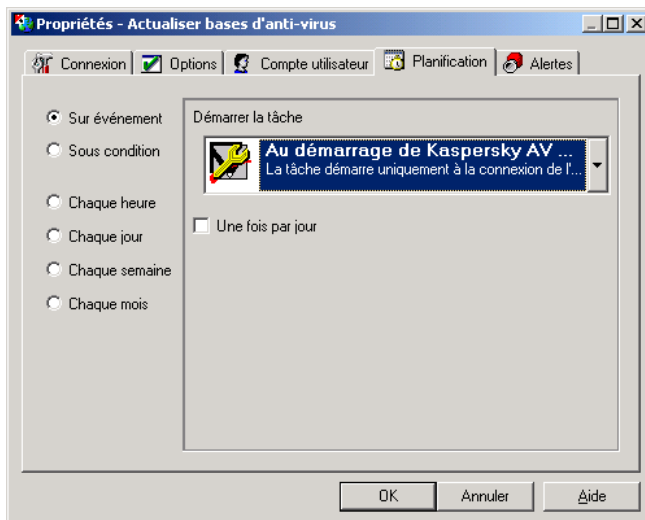 Propriétés - Actualiser bases d'anti-virus
Connexion
Options
Compte utilisateur
Planification
Alertes
Sur événement
Sous condition
Chaque heure
Chaque jour
Chaque semaine
Chaque mois
Démarrer la tâche
Au démarrage de Kaspersky AV ...
La tâche démarre uniquement à la connexion de l'...
Une fois par jour
OK
Annuler
Aide